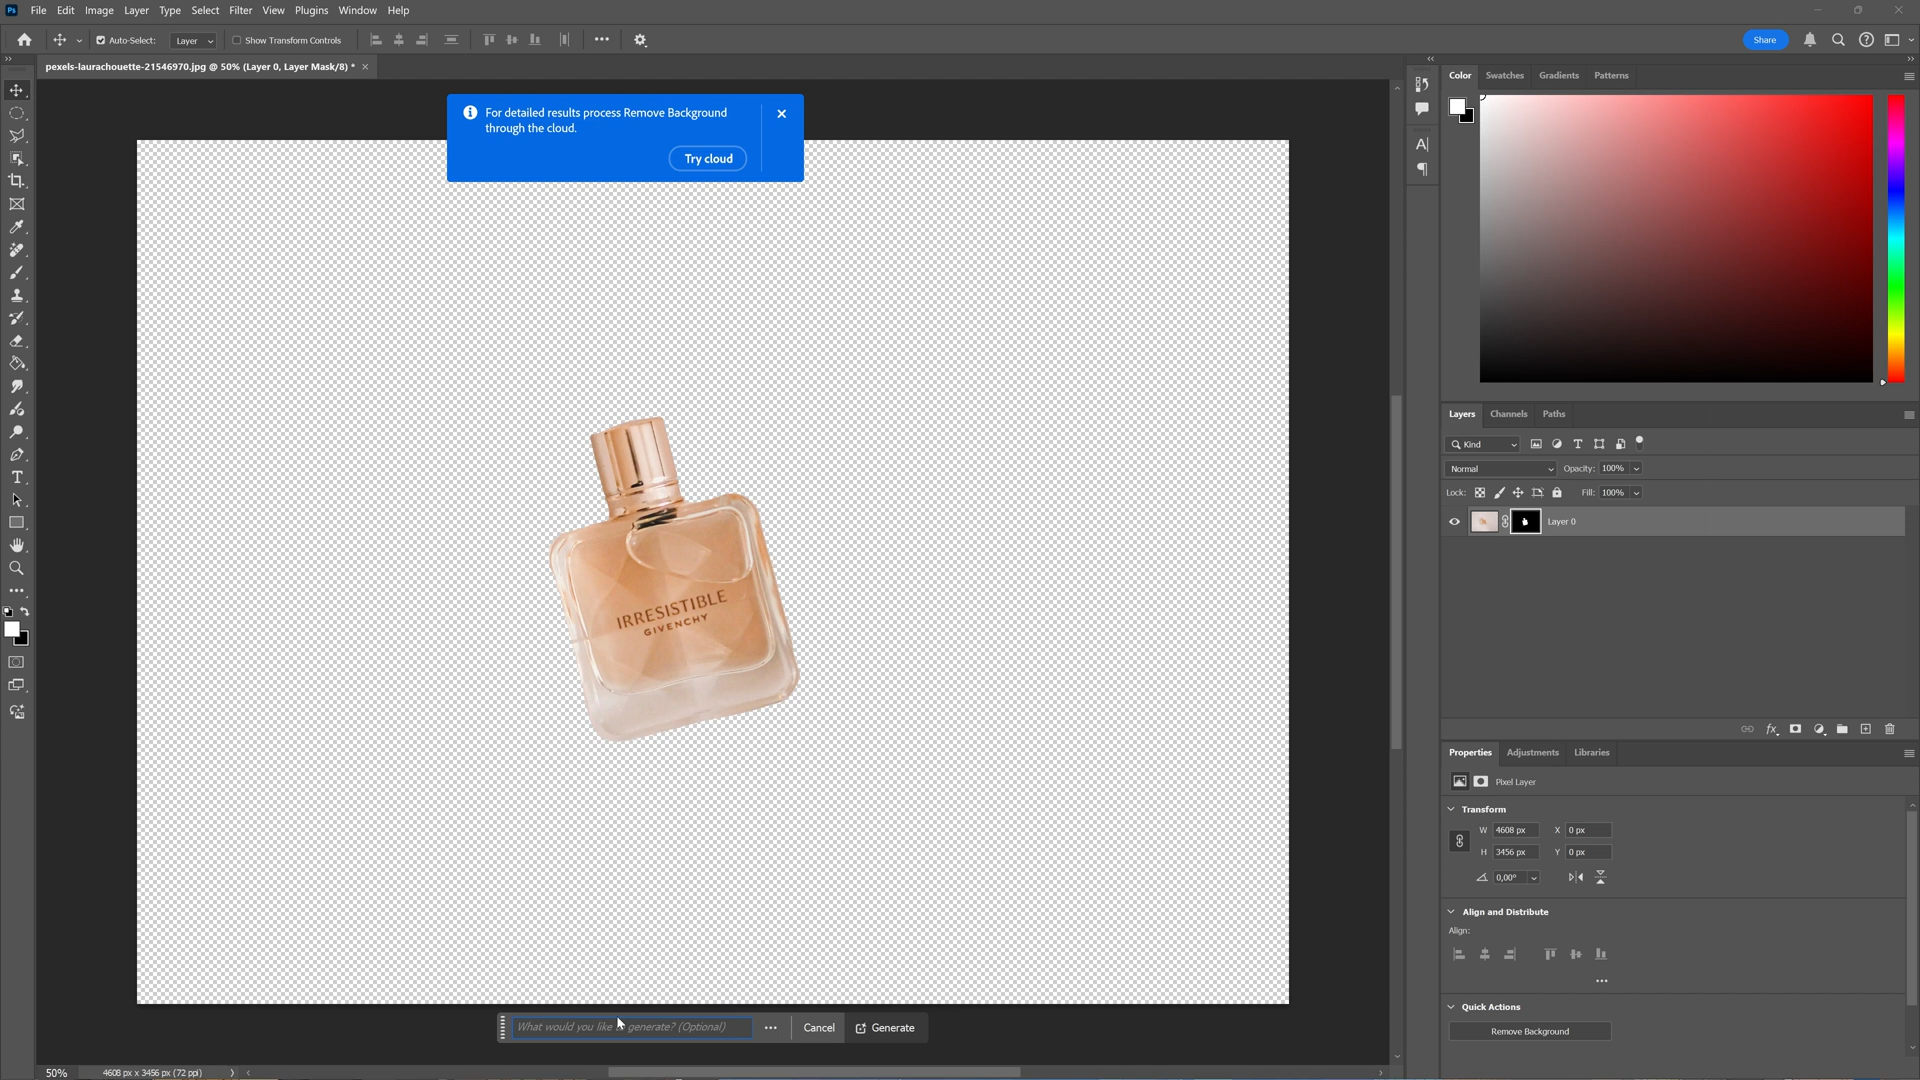 Ps File Edit Image Layer Type Select Filter View Plugins Window Help
Auto-Select: Layer Show Transform Controls Share
pexels-laurachouette-21546970.jpg @ 50% (Layer 0, Layer Mask/8) *
Color Swatches Gradients Patterns
For detailed results process Remove Background
through the cloud.
Try cloud
IRRESISTIBLE
GIVENCHY
Layers Channels Paths
Kind
Normal Opacity: 100%
Lock: Fill: 100%
Layer 0
Properties Adjustments Libraries
Pixel Layer
Transform
W 4608 px X 0 px
H 3456 px Y 0 px
0,00°
Align and Distribute
Align:
Quick Actions
Remove Background
What would you like generate? (Optional) Cancel Generate
50% 4608 px x 3456 px (72 ppi)